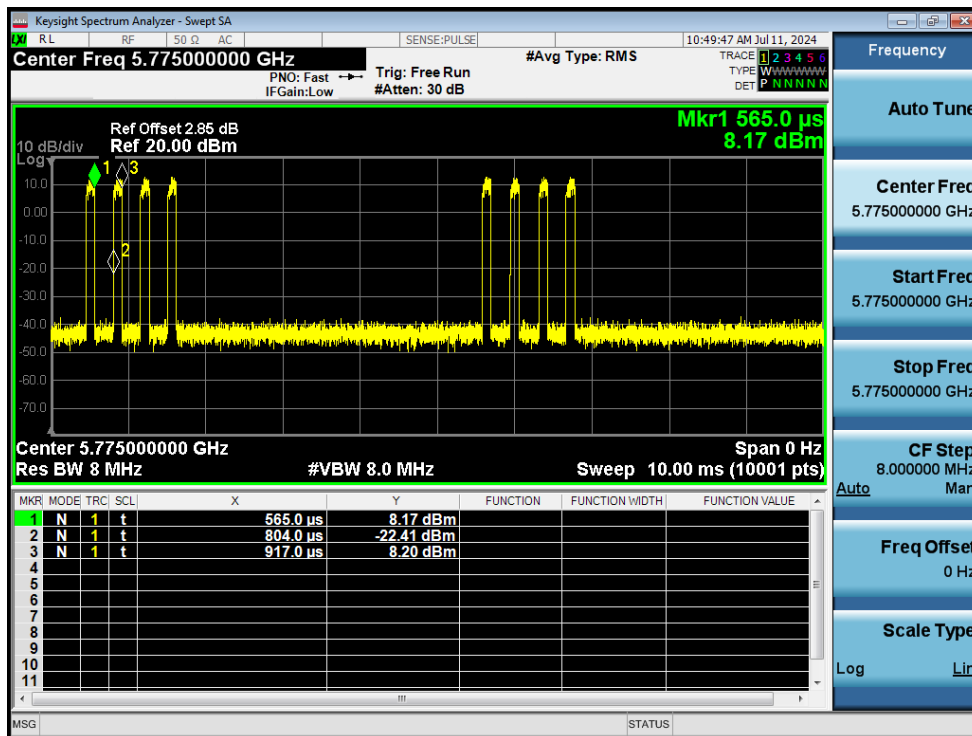 Keysight Spectrum Analyzer - Swept SA
LXI RL RF 50 Ω AC SENSE:PULSE 10:49:47 AM Jul 11, 2024
Center Freq 5.775000000 GHz
#Avg Type: RMS
TRACE 1 2 3 4 5 6
PNO: Fast Trig: Free Run
TYPE WWWWWW
IFGain:Low #Atten: 30 dB
DET P N N N N N
Mkr1 565.0 µs
8.17 dBm
Ref Offset 2.85 dB
10 dB/div Ref 20.00 dBm
Log
1 3
10.0
0.00
-10.0
2
-20.0
-30.0
-40.0
-50.0
-60.0
-70.0
Center 5.775000000 GHz Span 0 Hz
Res BW 8 MHz #VBW 8.0 MHz Sweep 10.00 ms (10001 pts)
MKR MODE TRC SCL X Y FUNCTION FUNCTION WIDTH FUNCTION VALUE
1 N 1 t 565.0 µs 8.17 dBm
2 N 1 t 804.0 µs -22.41 dBm
3 N 1 t 917.0 µs 8.20 dBm
4
5
6
7
8
9
10
11
MSG STATUS
Frequency
Auto Tune
Center Freq
5.775000000 GHz
Start Freq
5.775000000 GHz
Stop Freq
5.775000000 GHz
CF Step
8.000000 MHz
Auto Man
Freq Offset
0 Hz
Scale Type
Log Lin